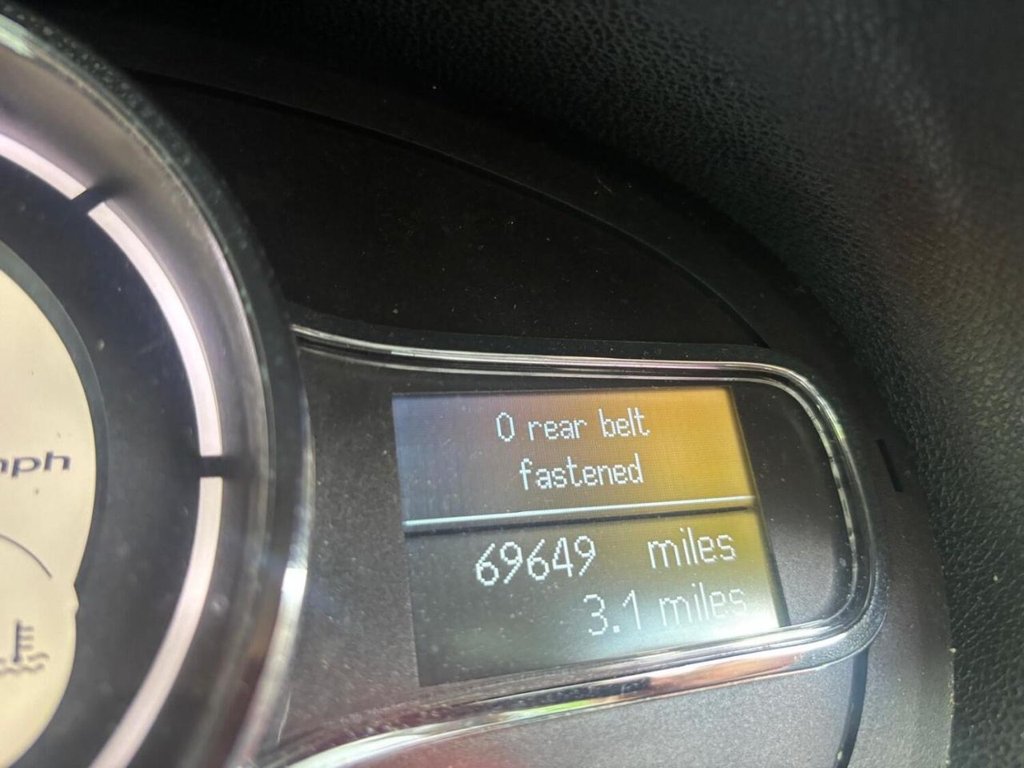 0 rear belt
fastened
69649 miles
3.1 miles
mph